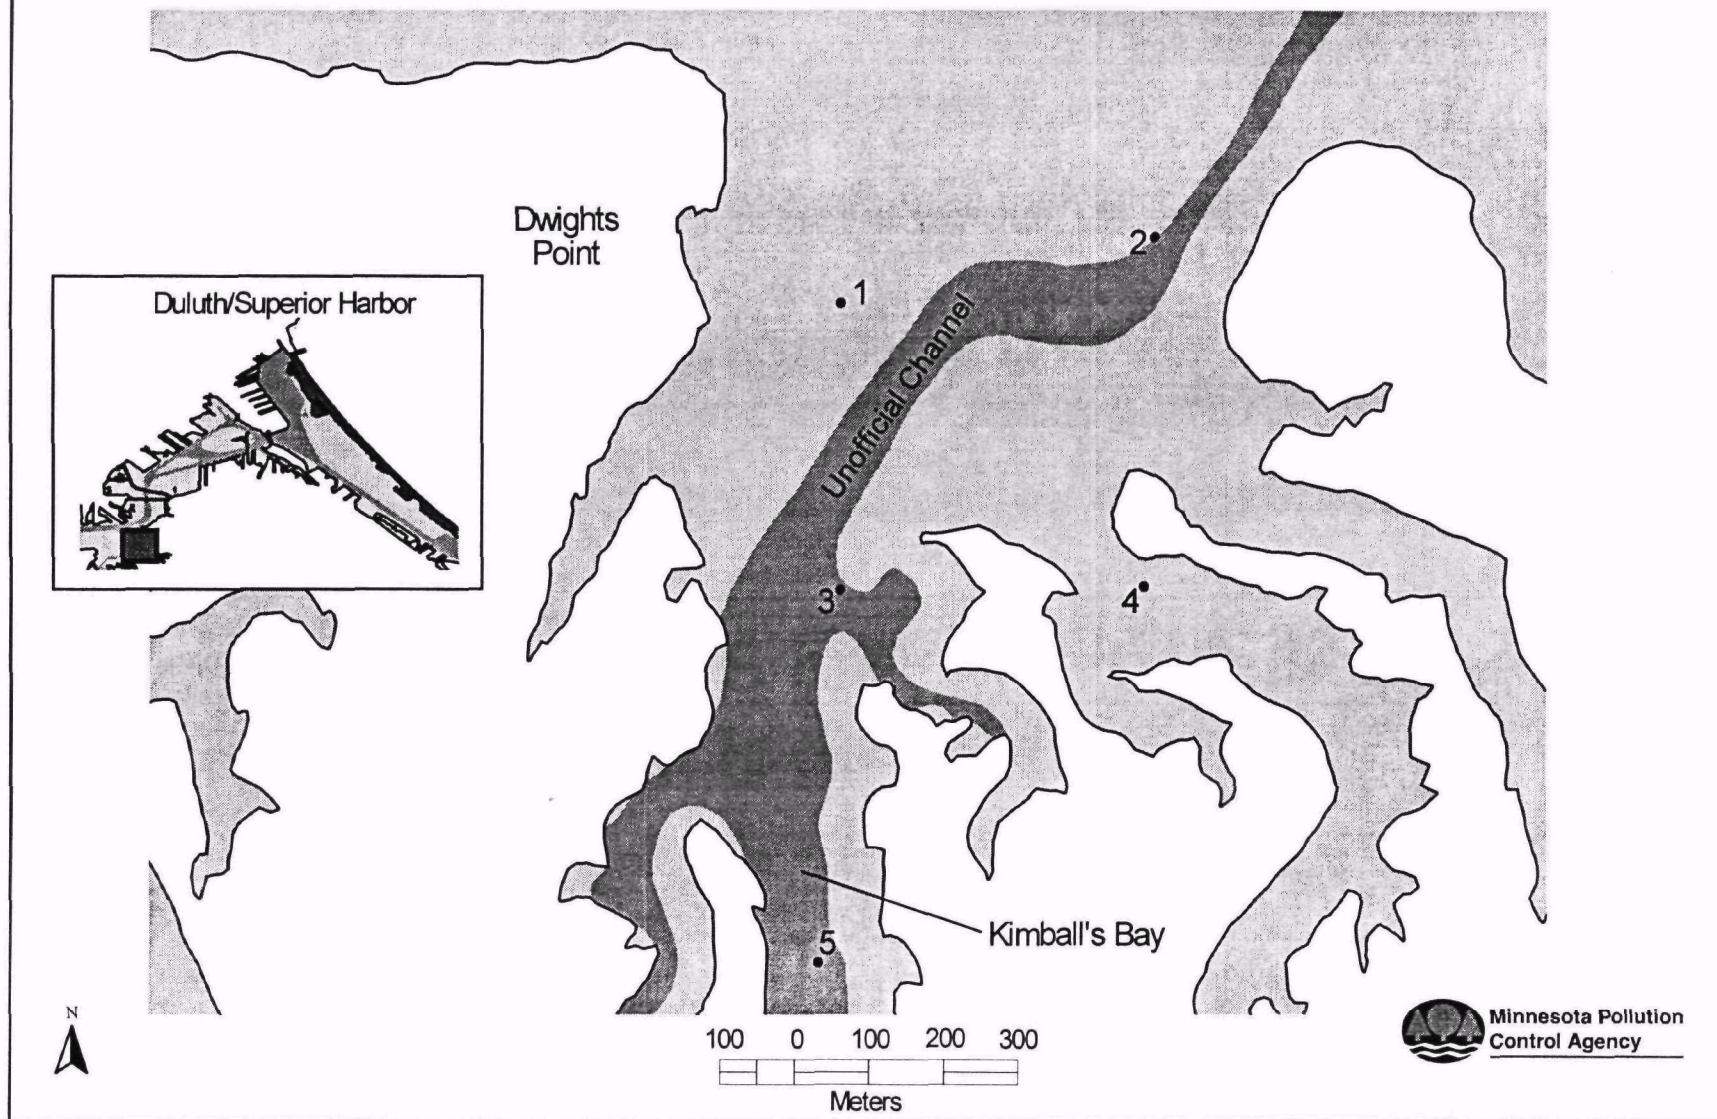 Dwights
Point
2
1
Duluth/Superior Harbor
Unofficial Channel
3
4
5
Kimball's Bay
N
100 0 100 200 300
Meters
Minnesota Pollution
Control Agency